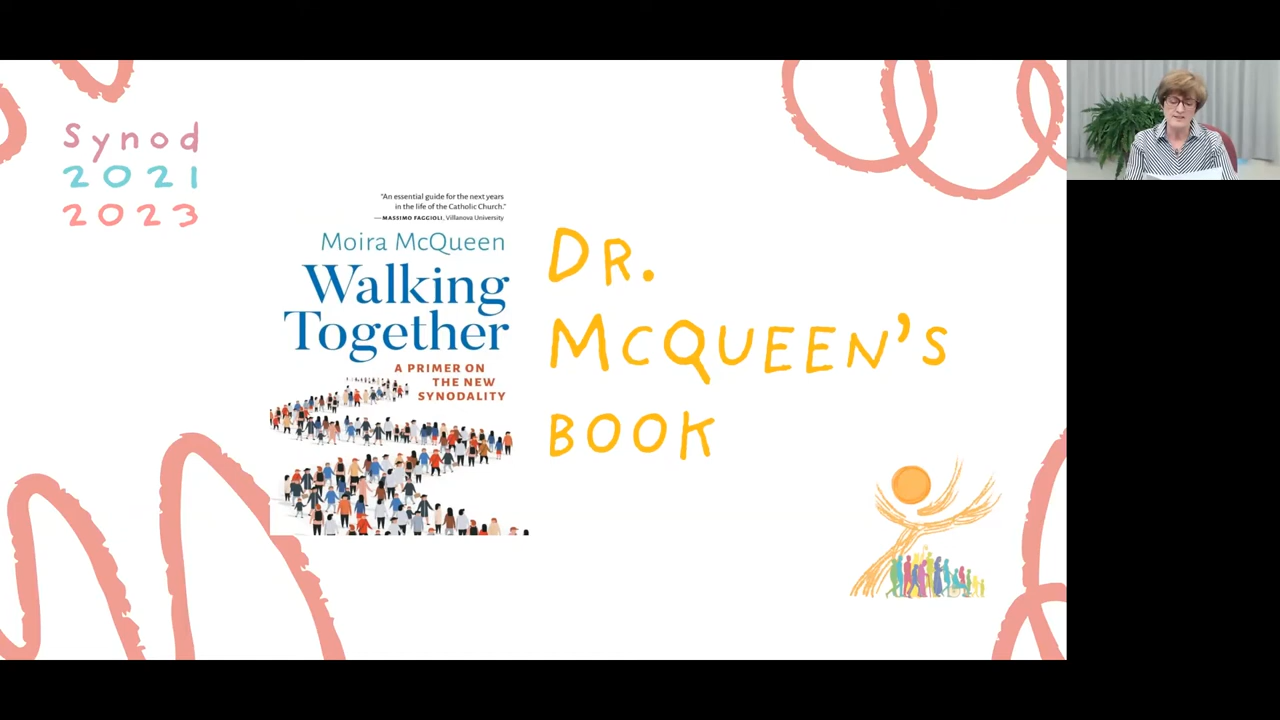 Synod
2021
2023
"An essential guide for the next years
in the life of the Catholic Church."
— MASSIMO FAGGIOLI, Villanova University
Moira McQueen
Walking
Together
A PRIMER ON
THE NEW
SYNODALITY
DR.
MCQUEEN'S
BOOK